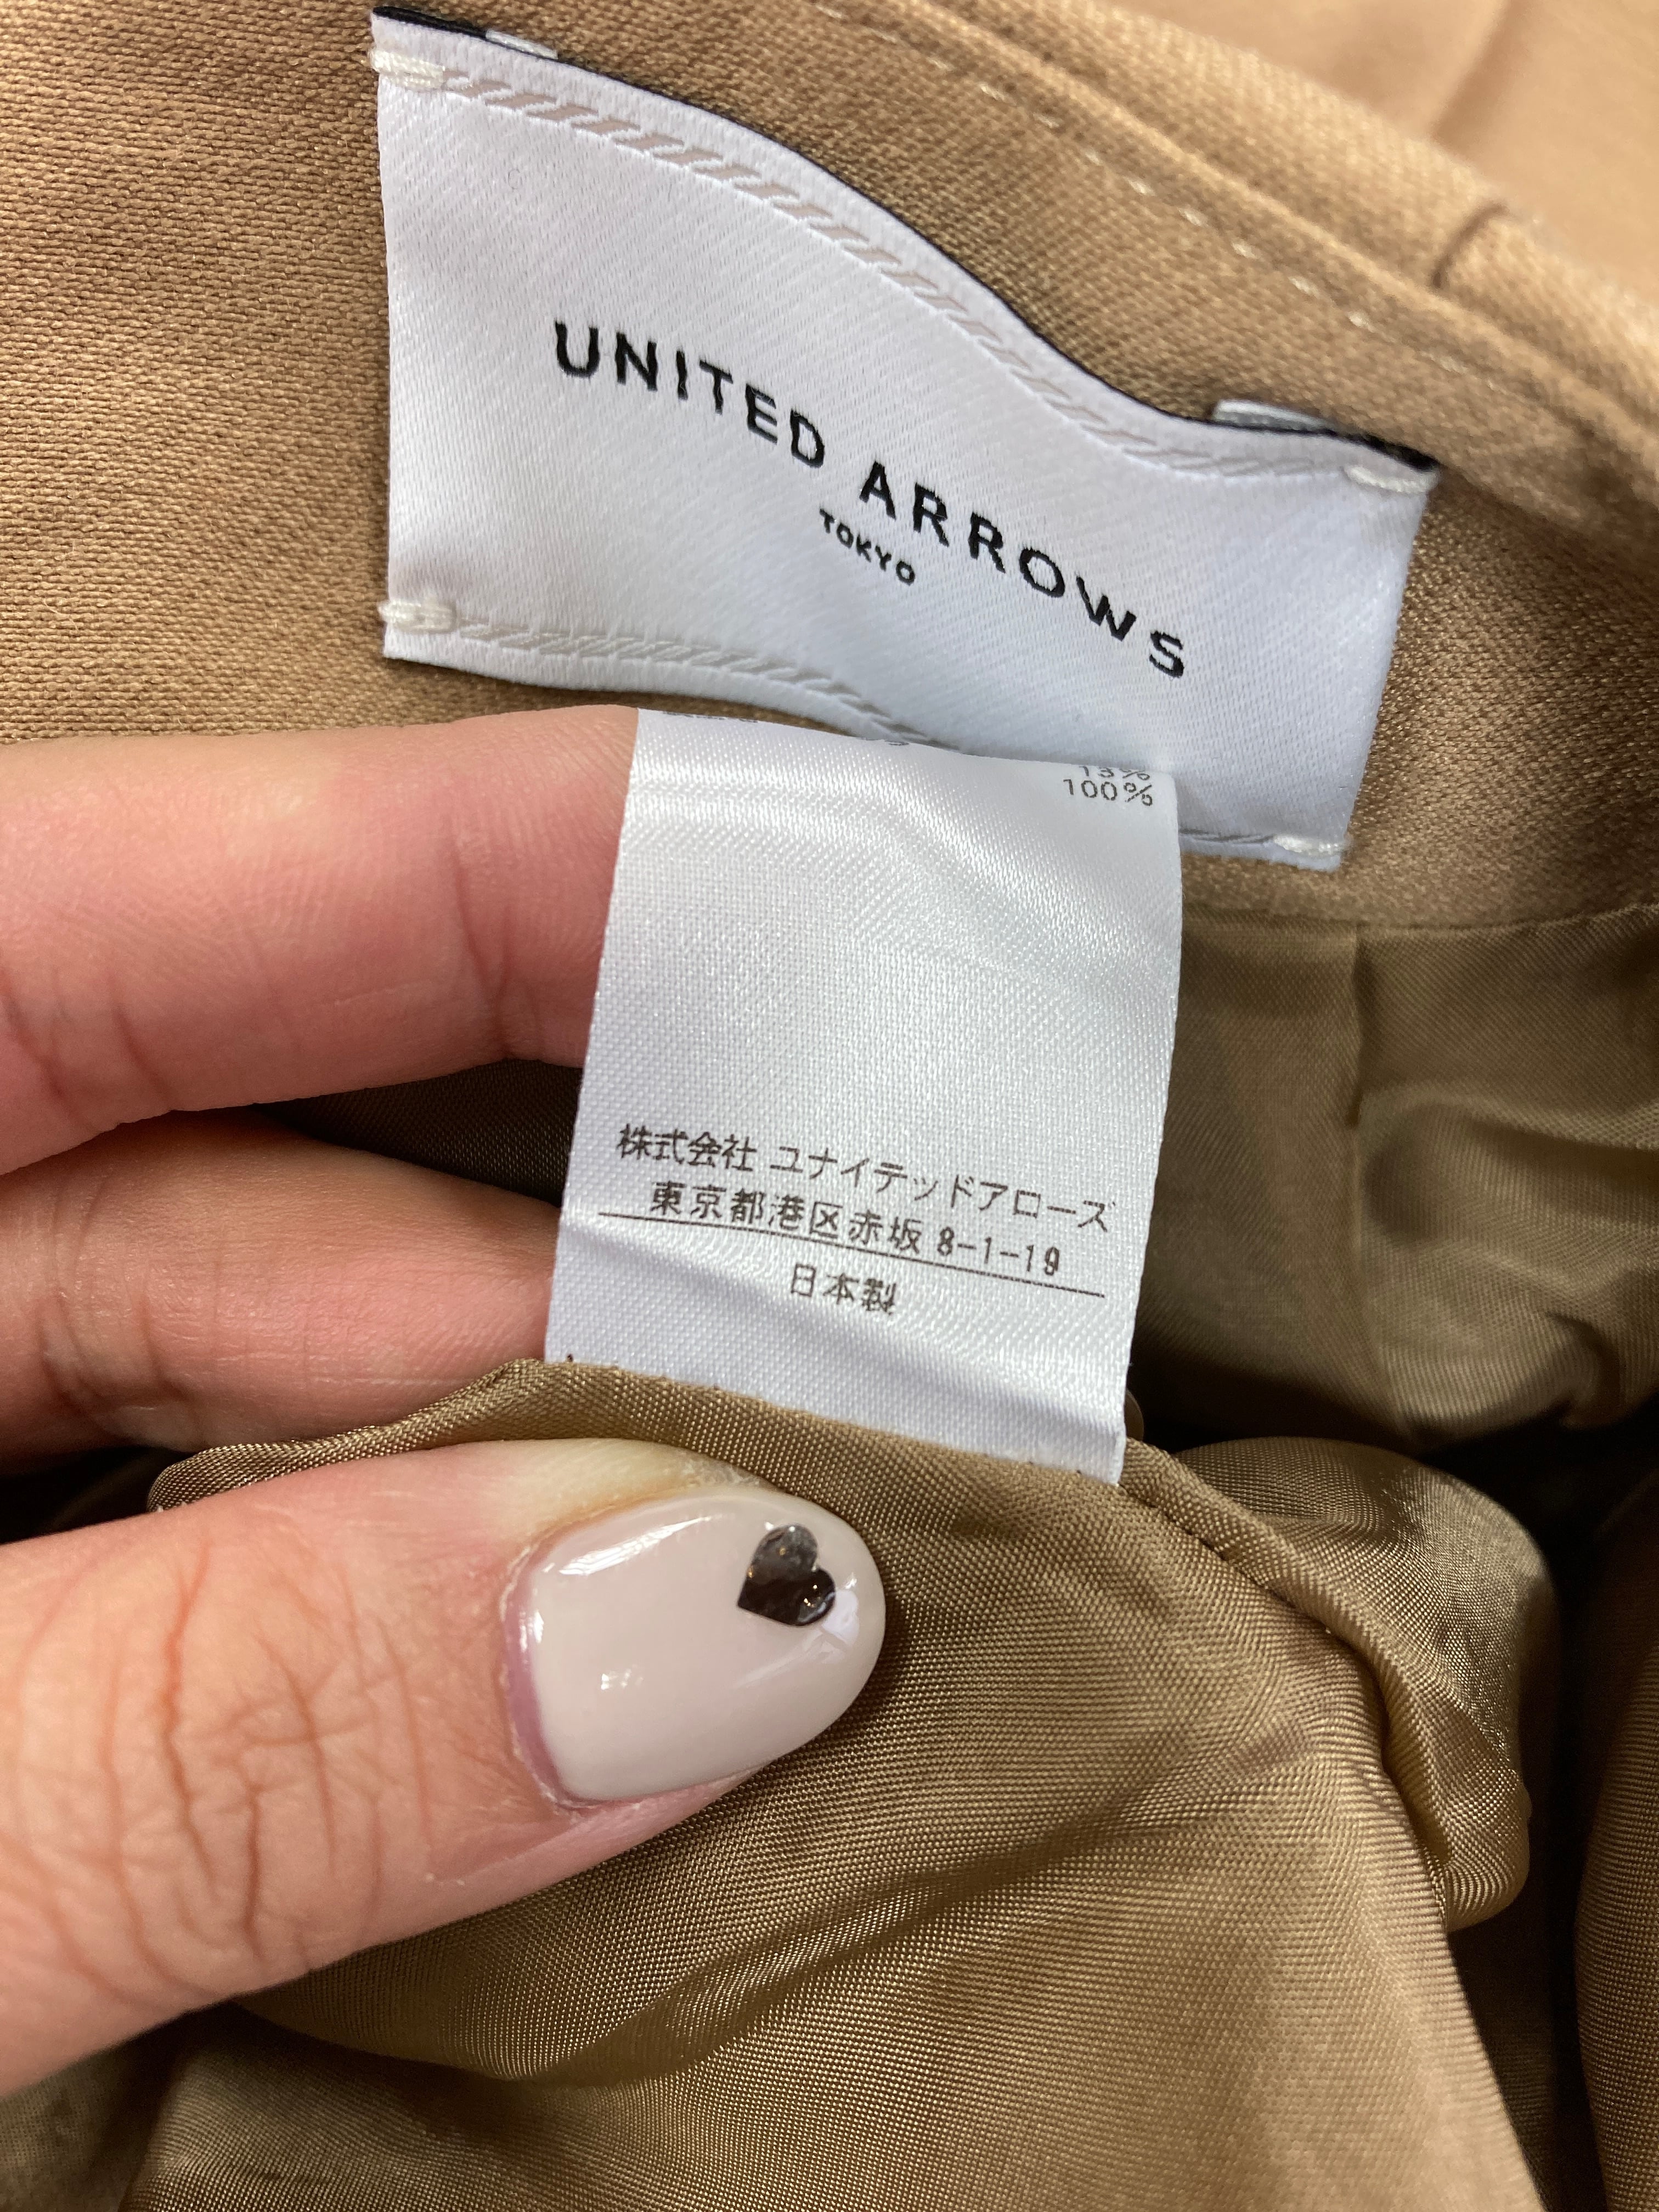 UNITED ARROWS
TOKYO
13%
100%
株式会社 ユナイテッドアローズ
東京都港区赤坂 8-1-19
日本製